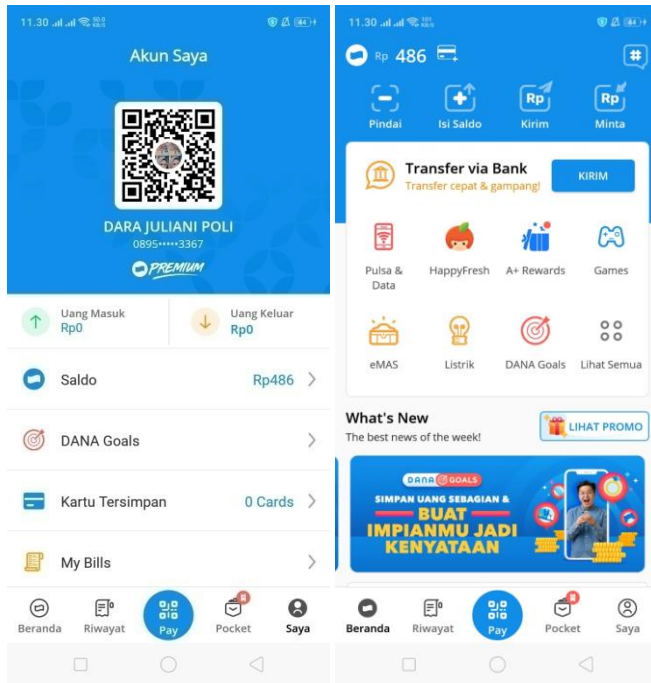 11.30
44
Akun Saya
DARA JULIANI POLI
0895•••••3367
PREMIUM
Uang Masuk
Rp0
Uang Keluar
Rp0
Saldo
Rp486
DANA Goals
Kartu Tersimpan
0 Cards
My Bills
Beranda
Riwayat
Pay
Pocket
Saya
11.30
44
Rp 486
#
Pindai
Isi Saldo
Rp
Kirim
Rp
Minta
Transfer via Bank
Transfer cepat & gampang!
KIRIM
Pulsa &
Data
HappyFresh
A+ Rewards
Games
eMAS
Listrik
DANA Goals
Lihat Semua
What's New
The best news of the week!
LIHAT PROMO
DANA GOALS
SIMPAN UANG SEBAGIAN &
BUAT
IMPIANMU JADI
KENYATAAN
Beranda
Riwayat
Pay
Pocket
Saya